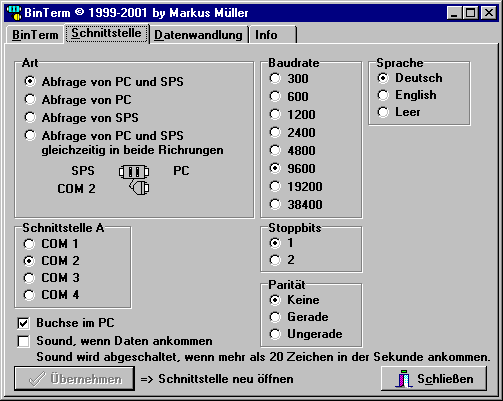 BinTerm © 1999-2001 by Markus Müller
BinTerm Schnittstelle Datenwandlung Info
Art
Abfrage von PC und SPS
Abfrage von PC
Abfrage von SPS
Abfrage von PC und SPS
gleichzeitig in beide Richrungen
SPS PC
COM 2
Baudrate
300
600
1200
2400
4800
9600
19200
38400
Sprache
Deutsch
English
Leer
Schnittstelle A
COM 1
COM 2
COM 3
COM 4
Stoppbits
1
2
Parität
Keine
Gerade
Ungerade
Buchse im PC
Sound, wenn Daten ankommen
Sound wird abgeschaltet, wenn mehr als 20 Zeichen in der Sekunde ankommen.
Übernehmen => Schnittstelle neu öffnen Schließen